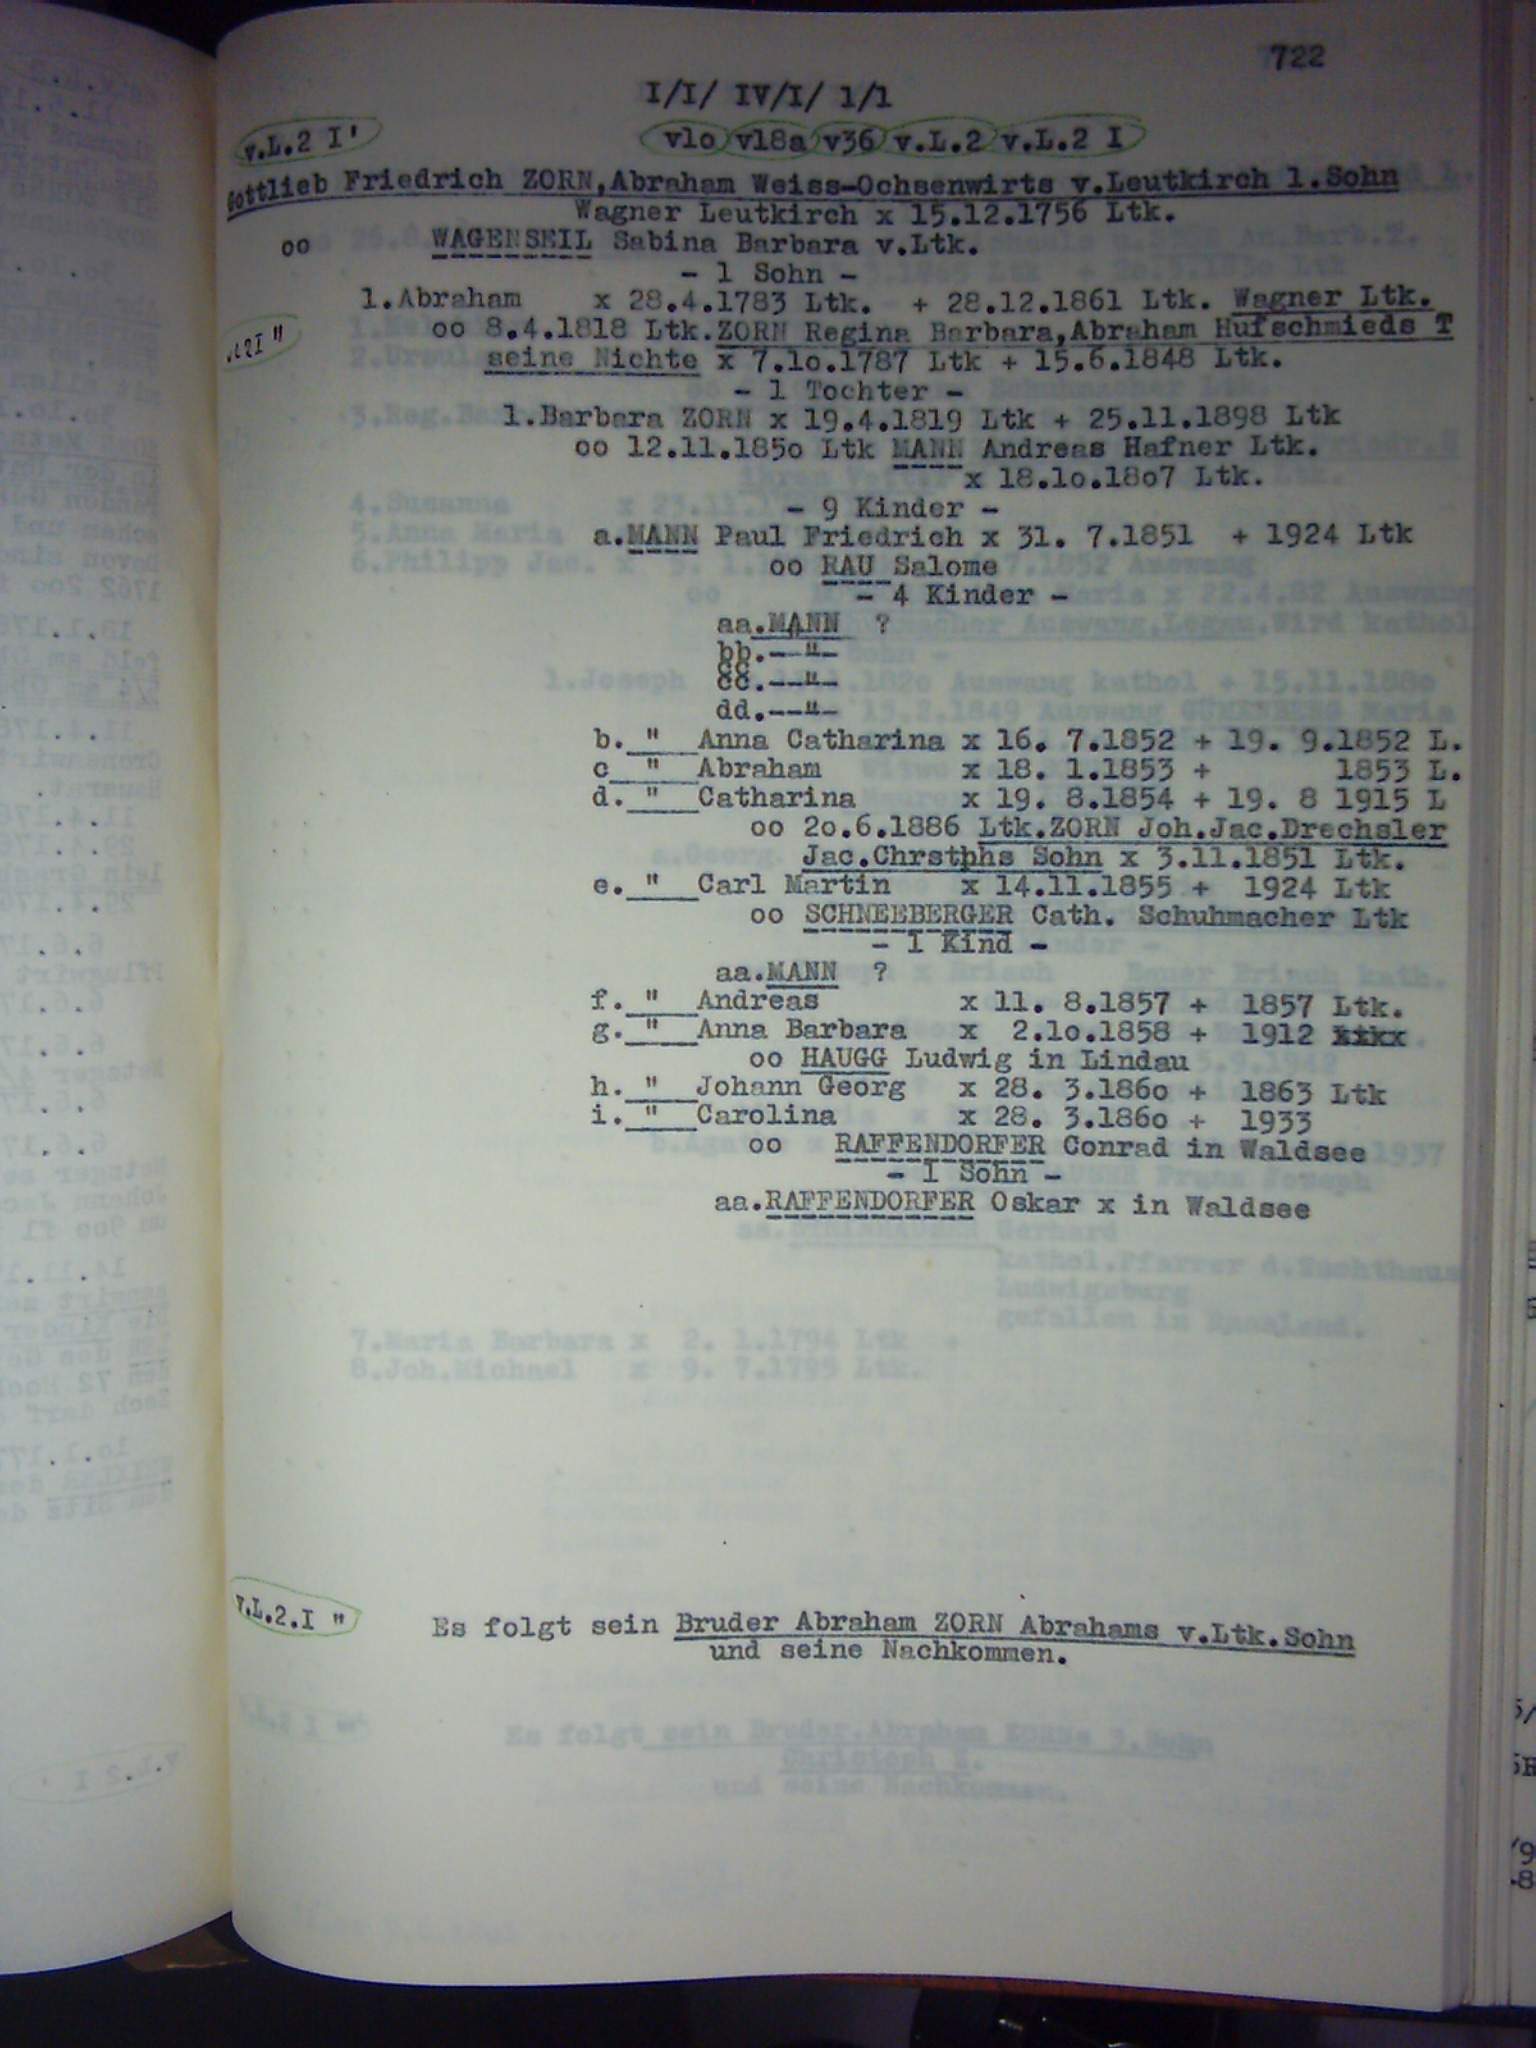 722
I/I/ IV/I/ 1/1
v.L.2 I' v1o v18a v36 v.L.2 v.L.2 I
Gottlieb Friedrich ZORN,Abraham Weiss-Ochsenwirts v.Leutkirch 1.Sohn
Wagner Leutkirch x 15.12.1756 Ltk.
oo WAGENSEIL Sabina Barbara v.Ltk.
- 1 Sohn -
1.Abraham x 28.4.1783 Ltk. + 28.12.1861 Ltk. Wagner Ltk.
oo 8.4.1818 Ltk.ZORN Regina Barbara,Abraham Hufschmieds T
seine Nichte x 7.1o.1787 Ltk + 15.6.1848 Ltk.
- 1 Tochter -
1.Barbara ZORN x 19.4.1819 Ltk + 25.11.1898 Ltk
oo 12.11.185o Ltk MANN Andreas Hafner Ltk.
x 18.1o.18o7 Ltk.
- 9 Kinder -
a.MANN Paul Friedrich x 31. 7.1851 + 1924 Ltk
oo RAU Salome
- 4 Kinder -
aa.MANN ?
bb.--"-
cc
cc.--"-
dd.--"-
b. " Anna Catharina x 16. 7.1852 + 19. 9.1852 L.
c " Abraham x 18. 1.1853 + 1853 L.
d. " Catharina x 19. 8.1854 + 19. 8 1915 L
oo 2o.6.1886 Ltk.ZORN Joh.Jac.Drechsler
Jac.Chrstphs Sohn x 3.11.1851 Ltk.
e. " Carl Martin x 14.11.1855 + 1924 Ltk
oo SCHNEEBERGER Cath. Schuhmacher Ltk
- 1 Kind -
aa.MANN ?
f. " Andreas x 11. 8.1857 + 1857 Ltk.
g. " Anna Barbara x 2.1o.1858 + 1912
oo HAUGG Ludwig in Lindau
h. " Johann Georg x 28. 3.186o + 1863 Ltk
i. " Carolina x 28. 3.186o + 1933
oo RAFFENDORFER Conrad in Waldsee
- 1 Sohn -
aa.RAFFENDORFER Oskar x in Waldsee
v.L.2.I "
Es folgt sein Bruder Abraham ZORN Abrahams v.Ltk.Sohn
und seine Nachkommen.